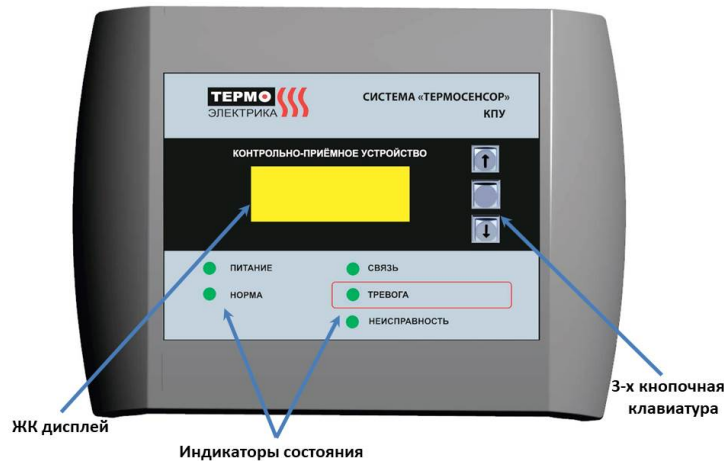 ТЕРМО
ЭЛЕКТРИКА
СИСТЕМА «ТЕРМОСЕНСОР»
КПУ
КОНТРОЛЬНО-ПРИЁМНОЕ УСТРОЙСТВО
ПИТАНИЕ
СВЯЗЬ
НОРМА
ТРЕВОГА
НЕИСПРАВНОСТЬ
3-х кнопочная
клавиатура
ЖК дисплей
Индикаторы состояния